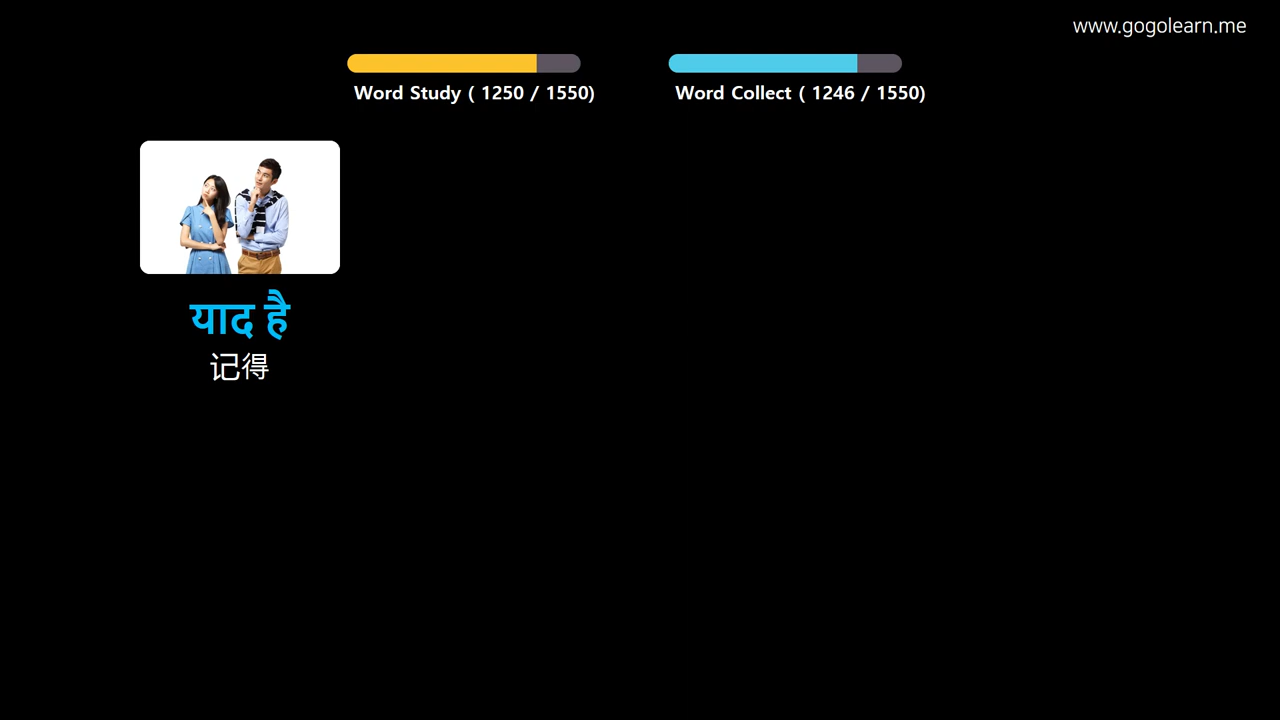 www.gogolearn.me
Word Study ( 1250 / 1550)
Word Collect ( 1246 / 1550)
याद है
记得